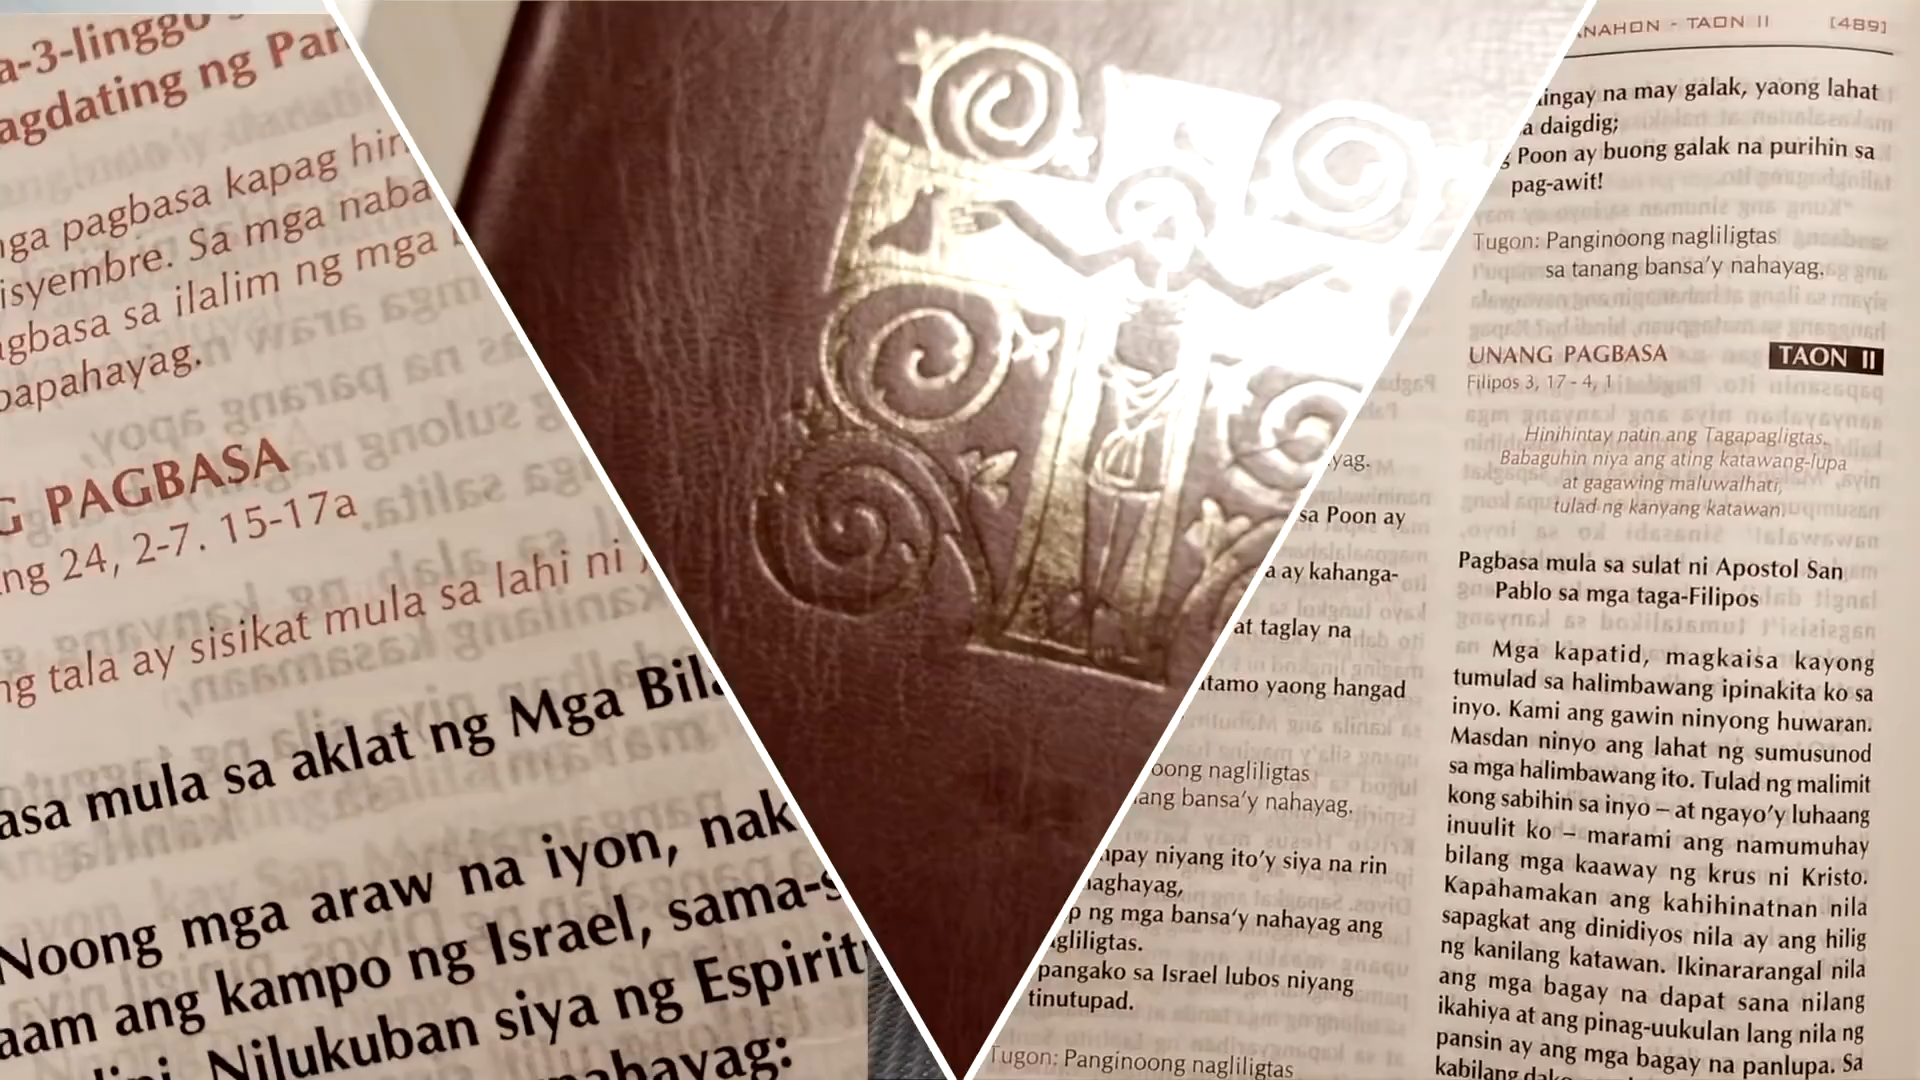 a-3-linggo
agdating ng Pan
nga pagbasa kapag hin
isyembre. Sa mga naba
agbasa sa ilalim ng mga
papahayag.
G PAGBASA
ng 24, 2-7. 15-17a
ng tala ay sisikat mula sa lahi ni
asa mula sa aklat ng Mga Bila
Noong mga araw na iyon, nak
aam ang kampo ng Israel, sama-s
Nilukuban siya ng Espirit
ahayag:
yag.
sa Poon ay
a ay kahanga-
at taglay na
tamo yaong hangad
oong nagliligtas
ang bansa'y nahayag.
pay niyang ito'y siya na rin
naghayag,
p ng mga bansa'y nahayag ang
agliligtas.
pangako sa Israel lubos niyang
tinutupad.
Tugon: Panginoong nagliligtas
NAHON - TAON II [489]
ingay na may galak, yaong lahat
a daigdig;
g Poon ay buong galak na purihin sa
pag-awit!
Tugon: Panginoong nagliligtas
sa tanang bansa'y nahayag.
UNANG PAGBASA TAON II
Filipos 3, 17 - 4, 1
Hinihintay natin ang Tagapagligtas.
Babaguhin niya ang ating katawang-lupa
at gagawing maluwalhati,
tulad ng kanyang katawan.
Pagbasa mula sa sulat ni Apostol San
Pablo sa mga taga-Filipos
Mga kapatid, magkaisa kayong
tumulad sa halimbawang ipinakita ko sa
inyo. Kami ang gawin ninyong huwaran.
Masdan ninyo ang lahat ng sumusunod
sa mga halimbawang ito. Tulad ng malimit
kong sabihin sa inyo – at ngayo'y luhaang
inuulit ko – marami ang namumuhay
bilang mga kaaway ng krus ni Kristo.
Kapahamakan ang kahihinatnan nila
sapagkat ang dinidiyos nila ay ang hilig
ng kanilang katawan. Ikinararangal nila
ang mga bagay na dapat sana nilang
ikahiya at ang pinag-uukulan lang nila ng
pansin ay ang mga bagay na panlupa. Sa
kabilang dako